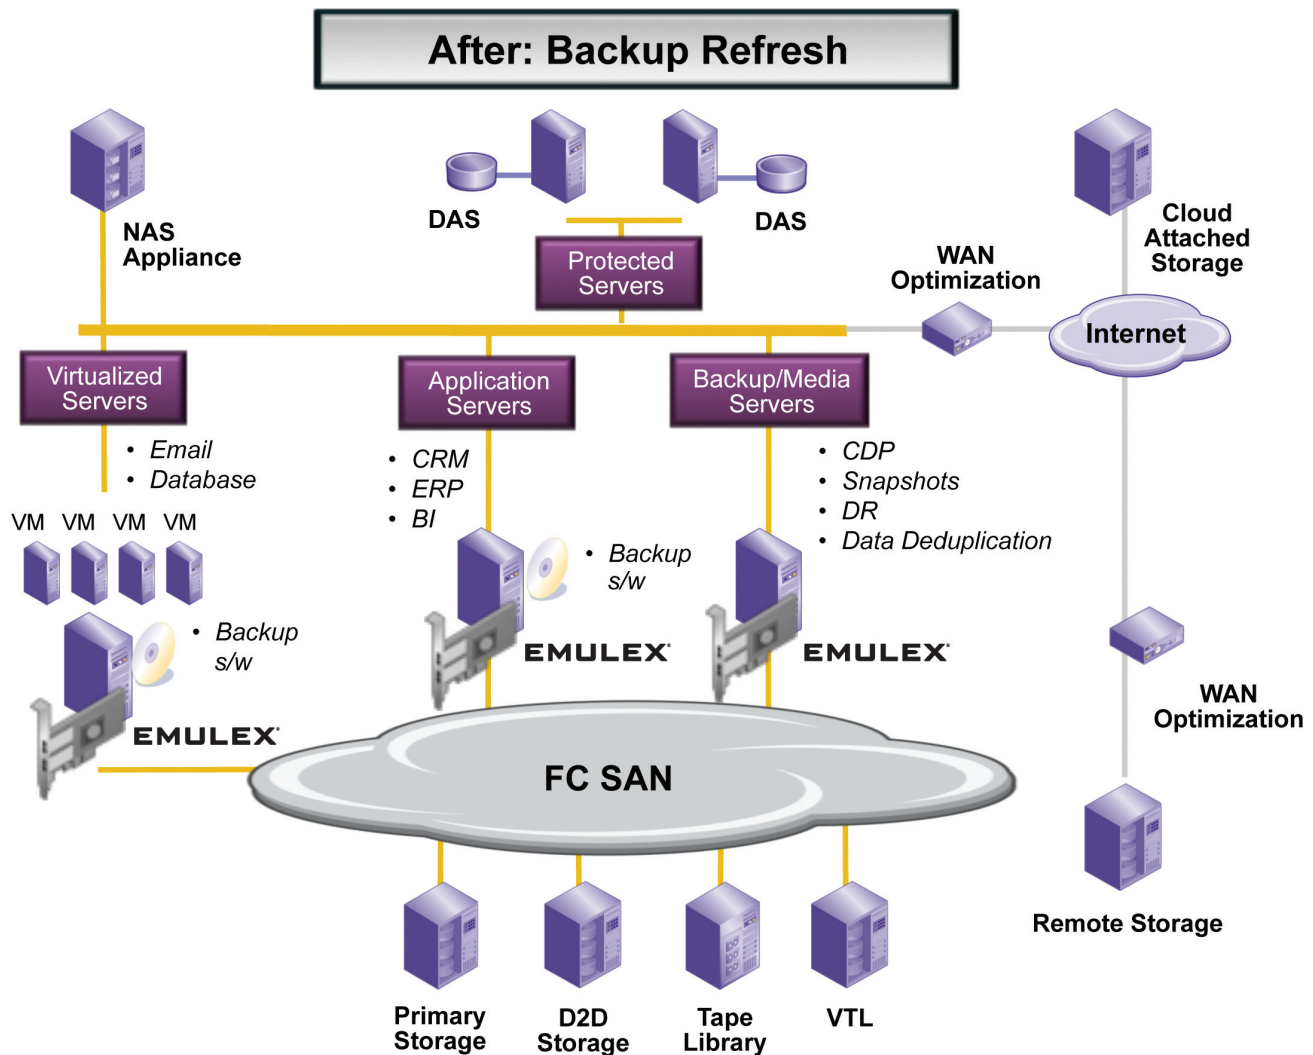 After: Backup Refresh
NAS
Appliance
DAS
DAS
Protected
Servers
WAN
Optimization
Cloud
Attached
Storage
Internet
Virtualized
Servers
Application
Servers
Backup/Media
Servers
• Email
• Database
• CRM
• ERP
• BI
• CDP
• Snapshots
• DR
• Data Deduplication
VM VM VM VM
• Backup
s/w
• Backup
s/w
EMULEX®
EMULEX®
EMULEX®
WAN
Optimization
FC SAN
Remote Storage
Primary
Storage
D2D
Storage
Tape
Library
VTL